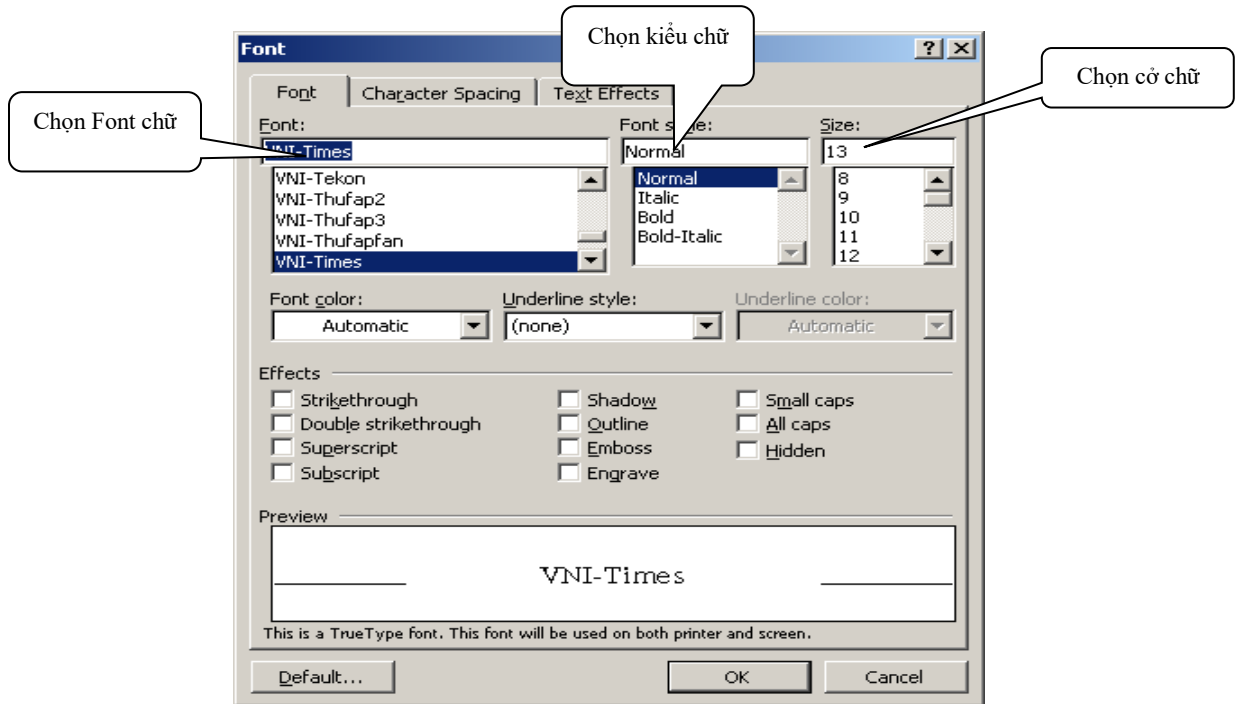 Chọn kiểu chữ
Font
Chọn cở chữ
Font Character Spacing Text Effects
Chọn Font chữ
Font: Font style: Size:
VNI-Times Normal 13
VNI-Tekon Normal 8
VNI-Thufap2 Italic 9
VNI-Thufap3 Bold 10
VNI-Thufapfan Bold-Italic 11
VNI-Times 12
Font color: Underline style: Underline color:
Automatic (none) Automatic
Effects
Strikethrough Shadow Small caps
Double strikethrough Outline All caps
Superscript Emboss Hidden
Subscript Engrave
Preview
VNI-Times
This is a TrueType font. This font will be used on both printer and screen.
Default... OK Cancel